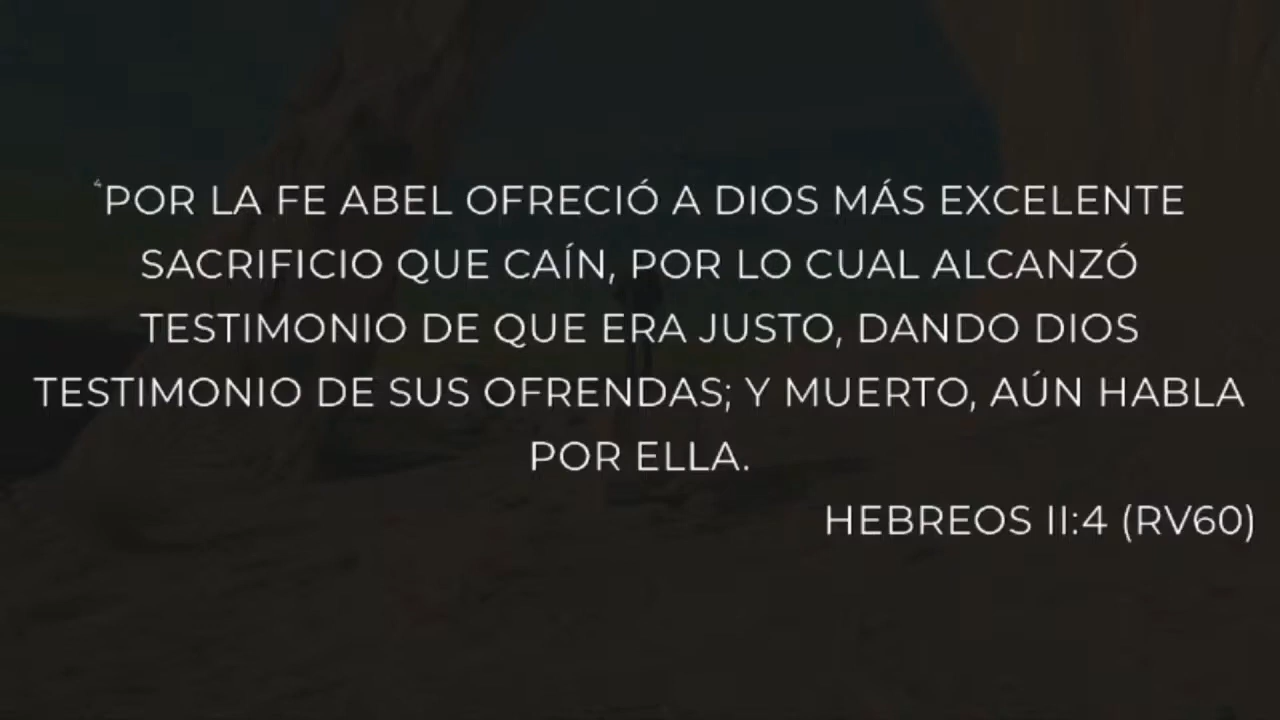 ⁴POR LA FE ABEL OFRECIÓ A DIOS MÁS EXCELENTE
SACRIFICIO QUE CAÍN, POR LO CUAL ALCANZÓ
TESTIMONIO DE QUE ERA JUSTO, DANDO DIOS
TESTIMONIO DE SUS OFRENDAS; Y MUERTO, AÚN HABLA
POR ELLA.
HEBREOS 11:4 (RV60)